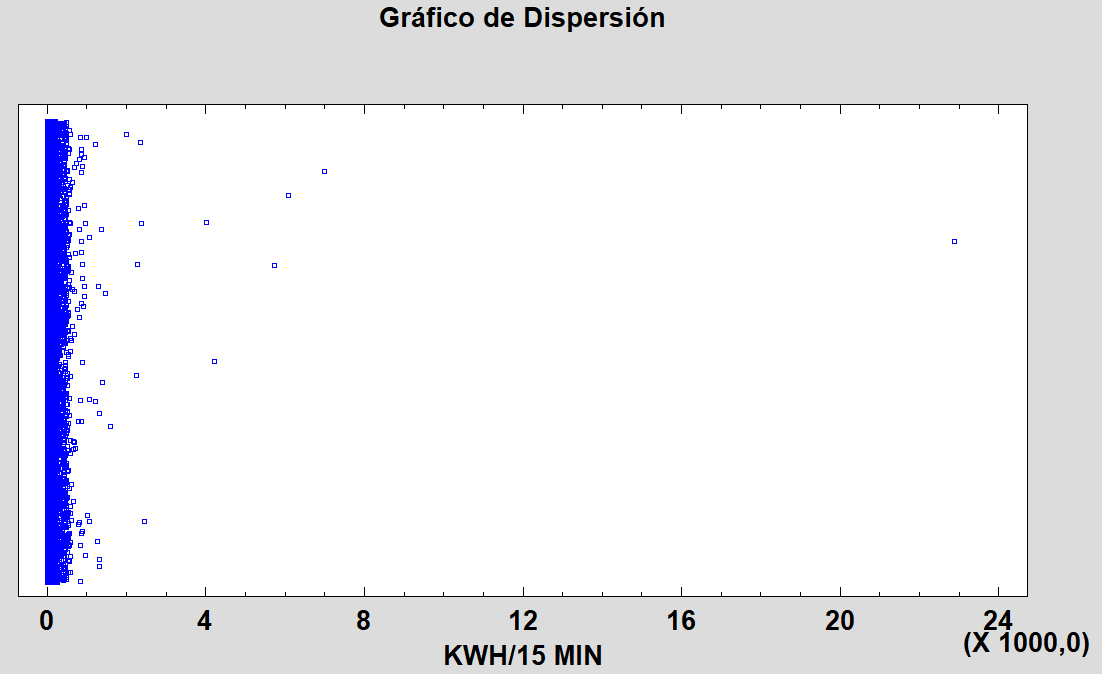 Gráfico de Dispersión
0 4 8 12 16 20 24
(X 1000,0)
KWH/15 MIN